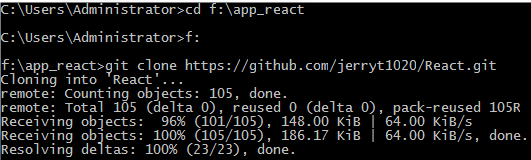 C:\Users\Administrator>cd f:\app_react
C:\Users\Administrator>f:
f:\app_react>git clone https://github.com/jerryt1020/React.git
Cloning into 'React'...
remote: Counting objects: 105, done.
remote: Total 105 (delta 0), reused 0 (delta 0), pack-reused 105R
Receiving objects:  96% (101/105), 148.00 KiB | 64.00 KiB/s
Receiving objects: 100% (105/105), 186.17 KiB | 64.00 KiB/s, done.
Resolving deltas: 100% (23/23), done.